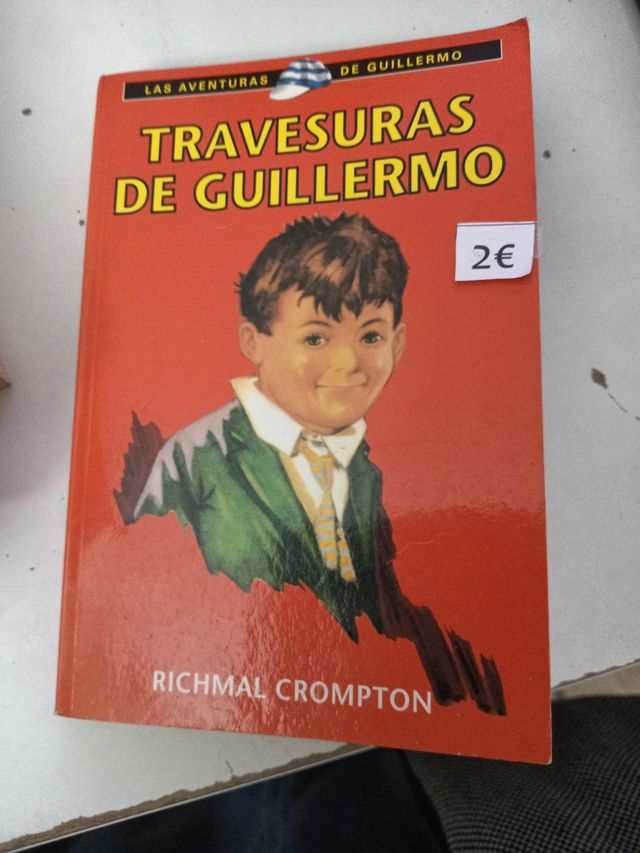 LAS AVENTURAS DE GUILLERMO
TRAVESURAS
DE GUILLERMO
2€
RICHMAL CROMPTON